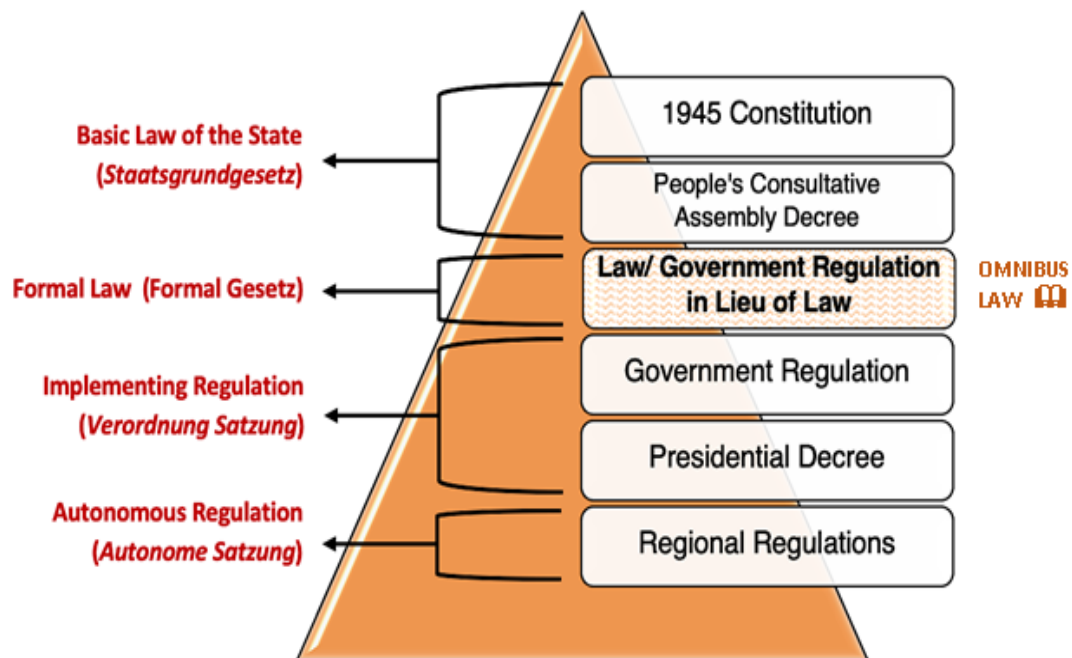 Basic Law of the State
(Staatsgrundgesetz)
1945 Constitution
People's Consultative
Assembly Decree
Formal Law (Formal Gesetz)
Law/ Government Regulation
in Lieu of Law
OMNIBUS
LAW
Implementing Regulation
(Verordnung Satzung)
Government Regulation
Presidential Decree
Autonomous Regulation
(Autonome Satzung)
Regional Regulations